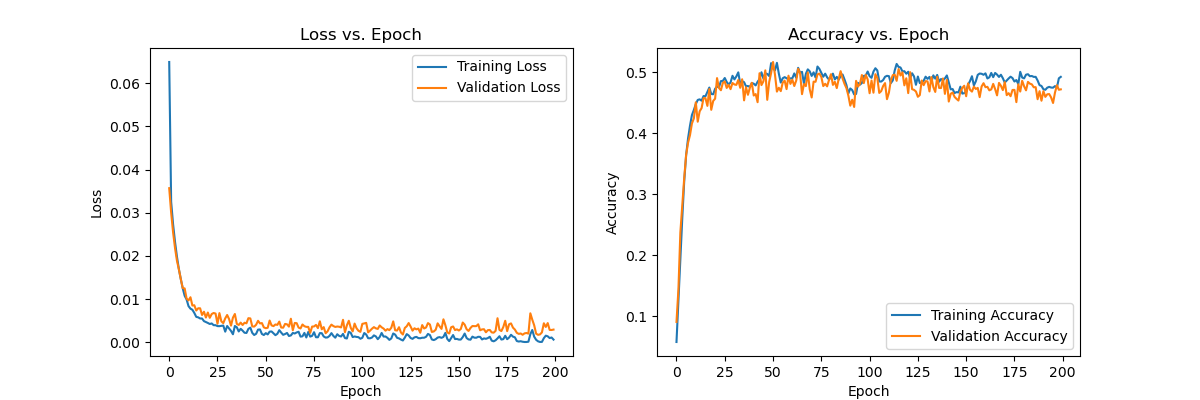 Loss vs. Epoch
Training Loss
Validation Loss
0.06
0.05
0.04
0.03
0.02
0.01
0.00
Loss
0 25 50 75 100 125 150 175 200
Epoch
Accuracy vs. Epoch
0.5
0.4
0.3
0.2
0.1
Accuracy
Training Accuracy
Validation Accuracy
0 25 50 75 100 125 150 175 200
Epoch